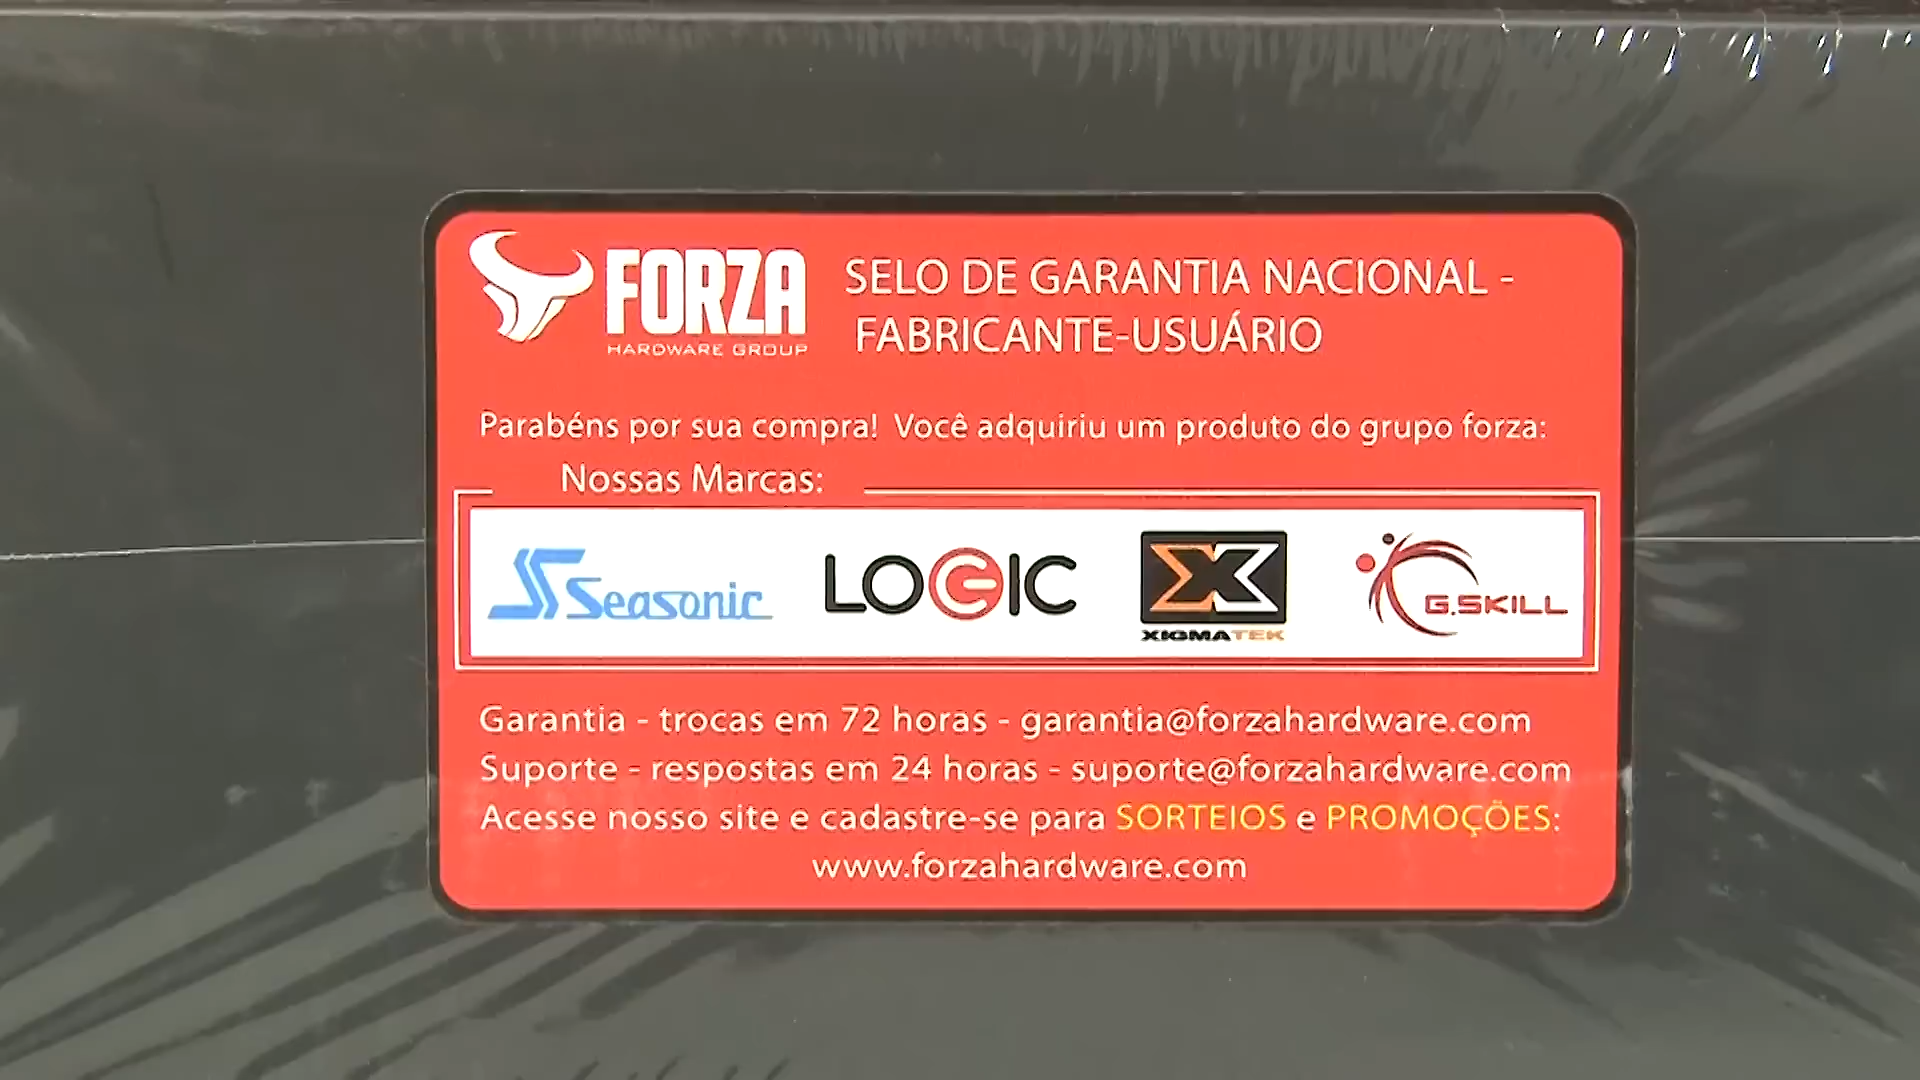 FORZA
HARDWARE GROUP
SELO DE GARANTIA NACIONAL -
FABRICANTE-USUÁRIO
Parabéns por sua compra! Você adquiriu um produto do grupo forza:
Nossas Marcas:
Seasonic LOGIC XIGMATEK G.SKILL
Garantia - trocas em 72 horas - garantia@forzahardware.com
Suporte - respostas em 24 horas - suporte@forzahardware.com
Acesse nosso site e cadastre-se para SORTEIOS e PROMOÇÕES:
www.forzahardware.com